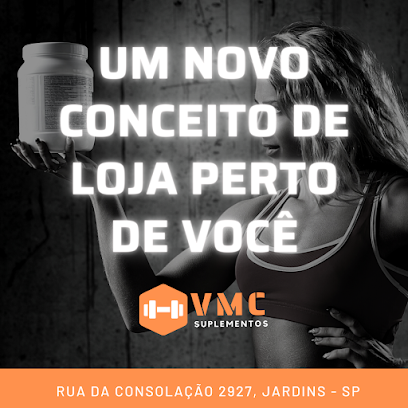 UM NOVO
CONCEITO DE
LOJA PERTO
DE VOCÊ
VMC
SUPLEMENTOS
RUA DA CONSOLAÇÃO 2927, JARDINS - SP